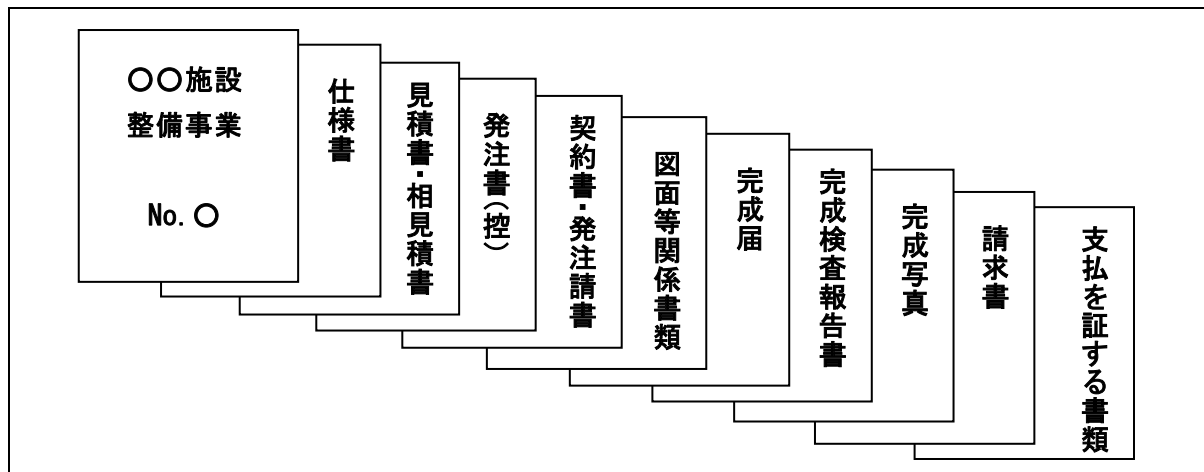 ○○施設
整備事業
No. ○
仕様書
見積書・相見積書
発注書(控)
契約書・発注請書
図面等関係書類
完成届
完成検査報告書
完成写真
請求書
支払を証する書類